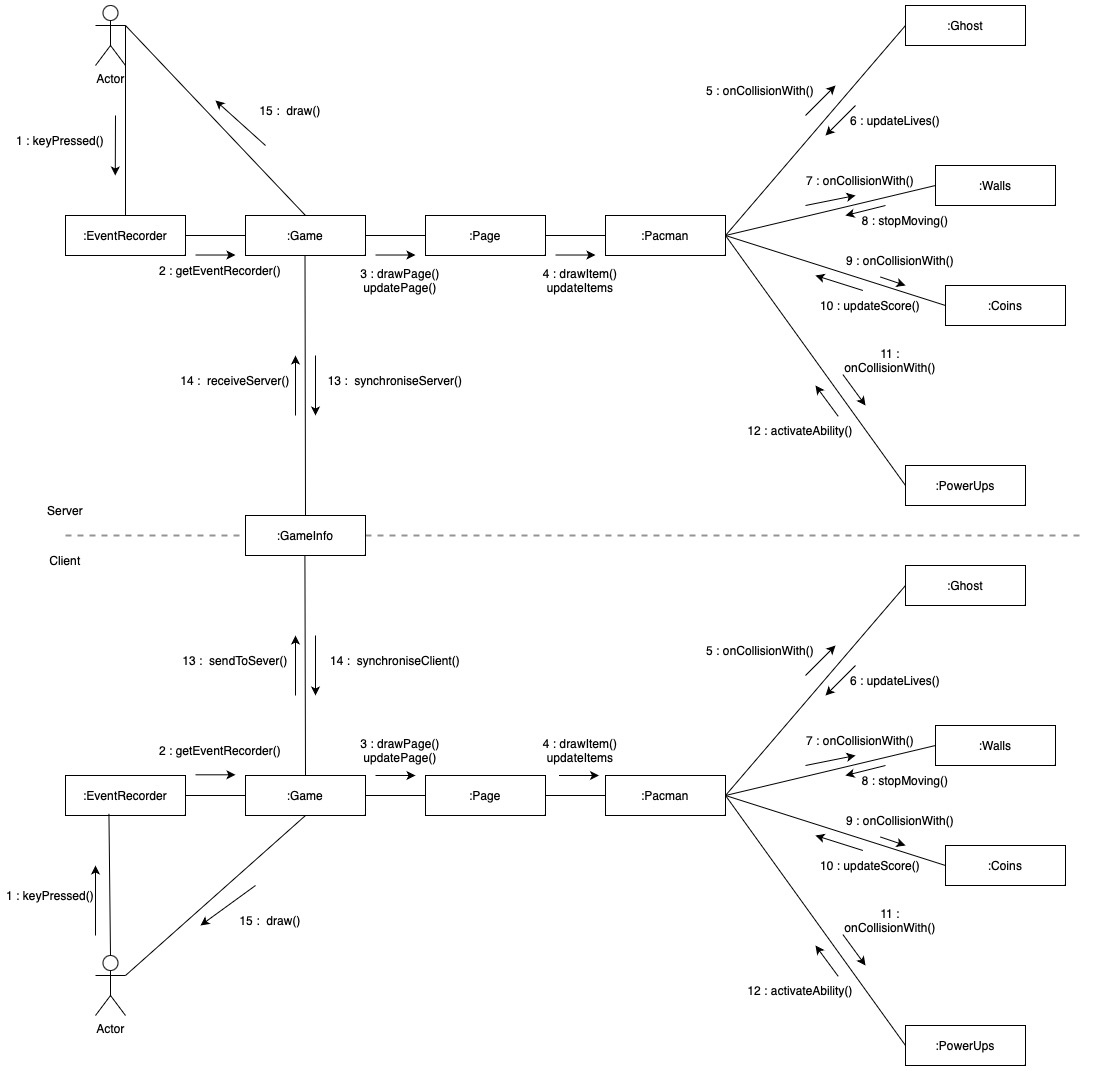 :Ghost
Actor
5 : onCollisionWith()
15 :  draw()
6 : updateLives()
1 : keyPressed()
7 : onCollisionWith()
:Walls
8 : stopMoving()
:EventRecorder
:Game
:Page
:Pacman
2 : getEventRecorder()
3 : drawPage()
updatePage()
4 : drawItem()
updateItems
9 : onCollisionWith()
10 : updateScore()
:Coins
11 :
onCollisionWith()
14 :  receiveServer()
13 :  synchroniseServer()
12 : activateAbility()
:PowerUps
Server
:GameInfo
Client
:Ghost
13 :  sendToSever()
14 :  synchroniseClient()
5 : onCollisionWith()
6 : updateLives()
2 : getEventRecorder()
3 : drawPage()
updatePage()
4 : drawItem()
updateItems
7 : onCollisionWith()
:Walls
8 : stopMoving()
:EventRecorder
:Game
:Page
:Pacman
9 : onCollisionWith()
10 : updateScore()
:Coins
1 : keyPressed()
15 :  draw()
11 :
onCollisionWith()
12 : activateAbility()
Actor
:PowerUps